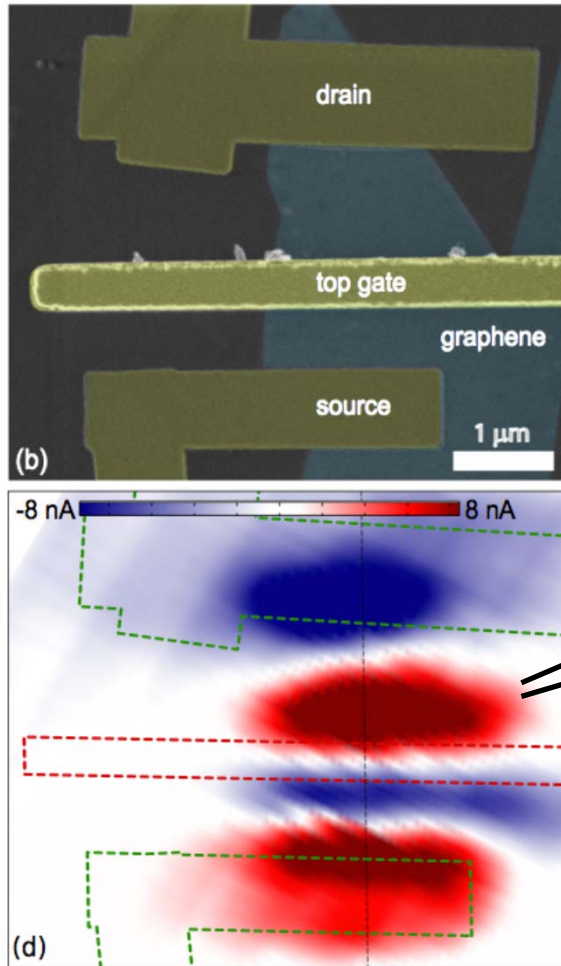 drain
top gate
graphene
source
1 μm
(b)
-8 nA
8 nA
(d)